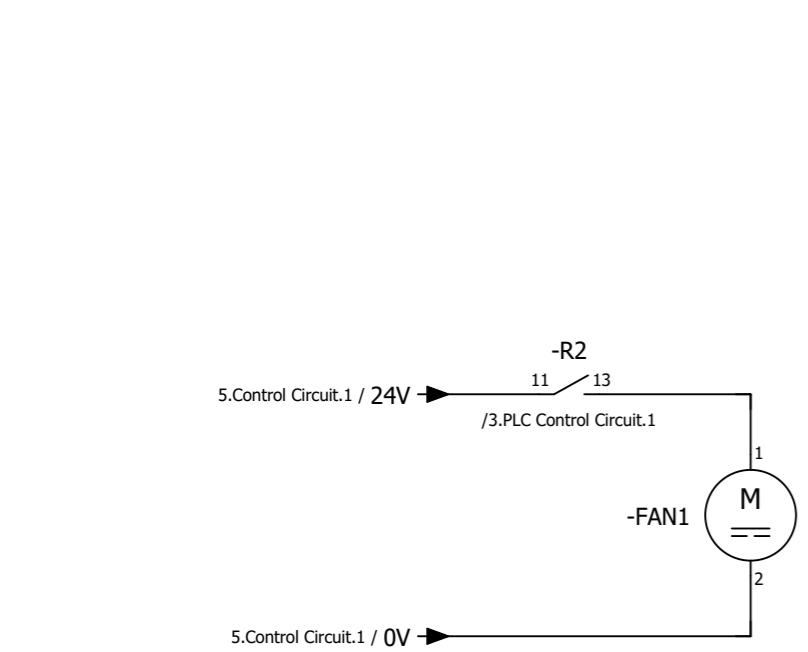 -R2
11 13
5.Control Circuit.1 / 24V
/3.PLC Control Circuit.1
1
M
-FAN1
2
5.Control Circuit.1 / 0V